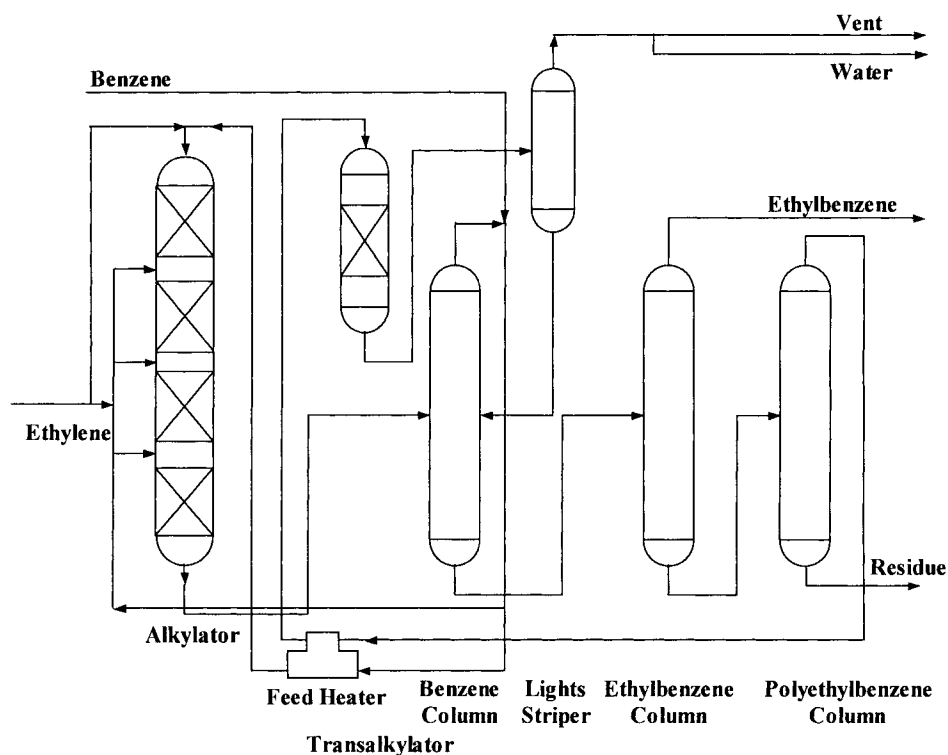 Vent
Water
Benzene
Ethylbenzene
Ethylene
Residue
Alkylator
Feed Heater
Benzene
Column
Lights
Striper
Ethylbenzene
Column
Polyethylbenzene
Column
Transalkylator